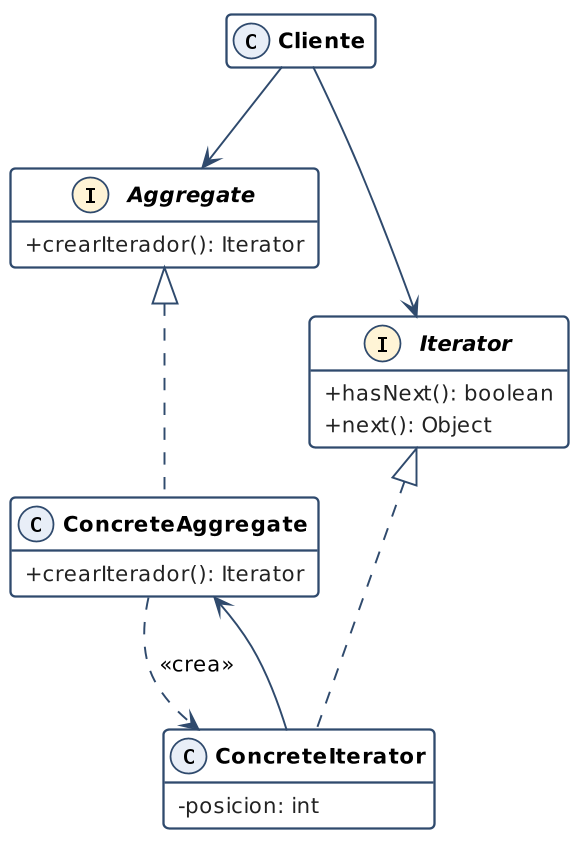 C Cliente
I Aggregate
+crearIterador(): Iterator
I Iterator
+hasNext(): boolean
+next(): Object
C ConcreteAggregate
+crearIterador(): Iterator
«crea»
C ConcreteIterator
-posicion: int